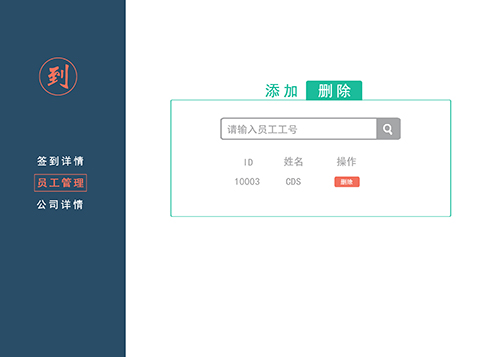 到
签到详情
员工管理
公司详情
添加 删除
请输入员工工号
ID 姓名 操作
10003 CDS 删除